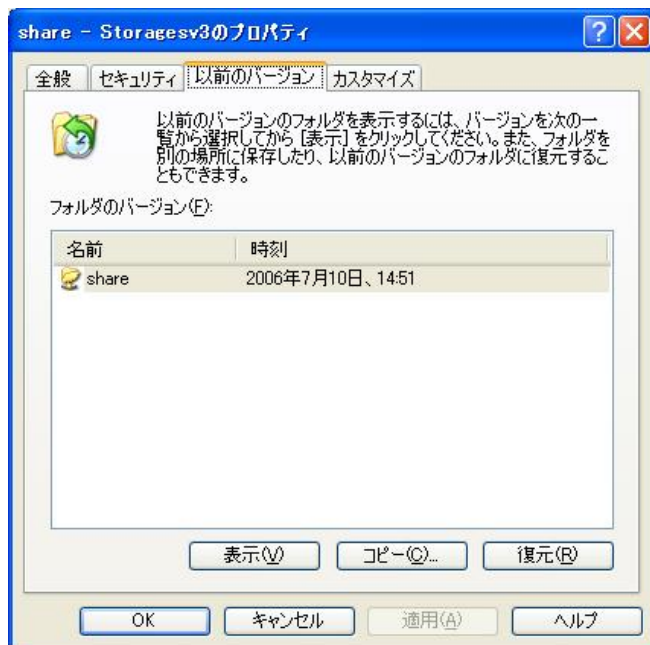 share - Storagesv3のプロパティ
全般 セキュリティ 以前のバージョン カスタマイズ
以前のバージョンのフォルダを表示するには、バージョンを次の一
覧から選択してから [表示] をクリックしてください。また、フォルダを
別の場所に保存したり、以前のバージョンのフォルダに復元するこ
ともできます。
フォルダのバージョン(F):
名前 時刻
share 2006年7月10日、14:51
表示(V) コピー(C)... 復元(R)
OK キャンセル 適用(A) ヘルプ